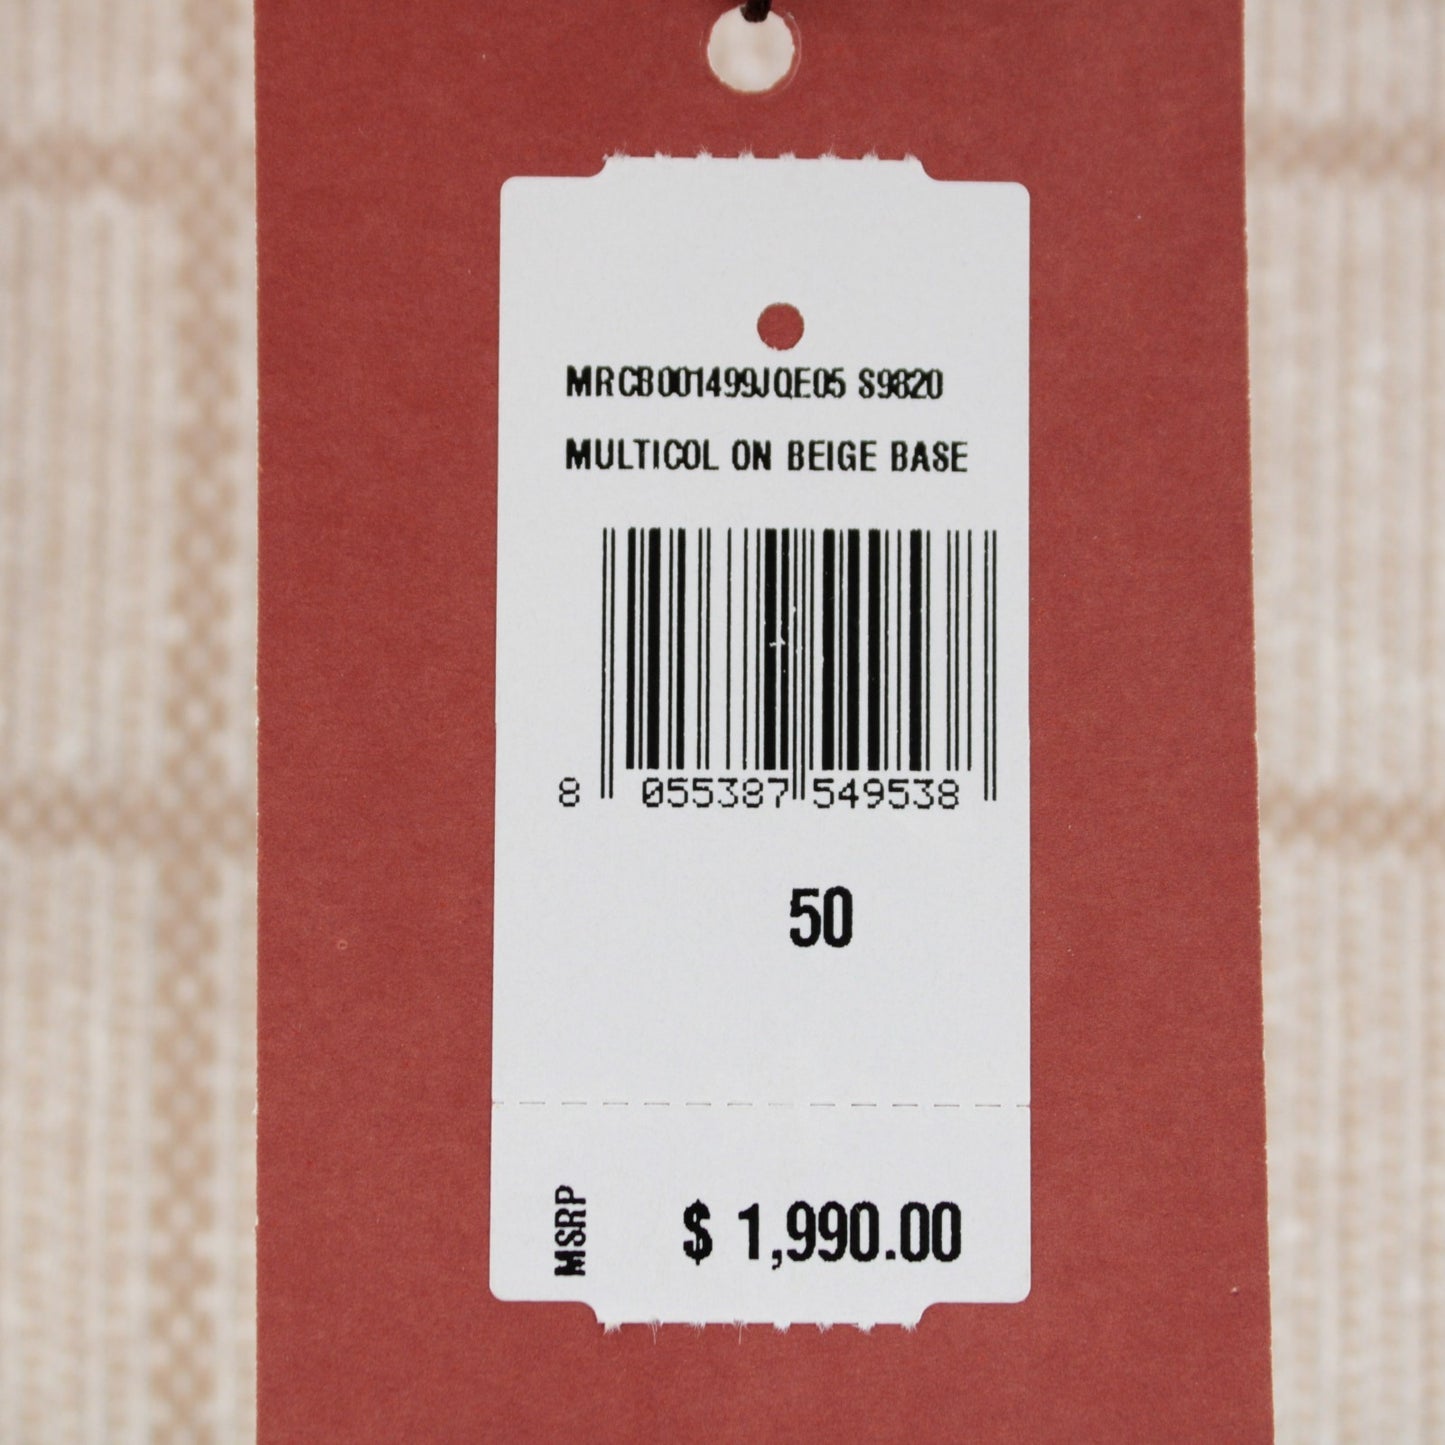 MRCB001499JQE05 S9820
MULTICOL ON BEIGE BASE
8 055387 549538
50
MSRP
$ 1,990.00